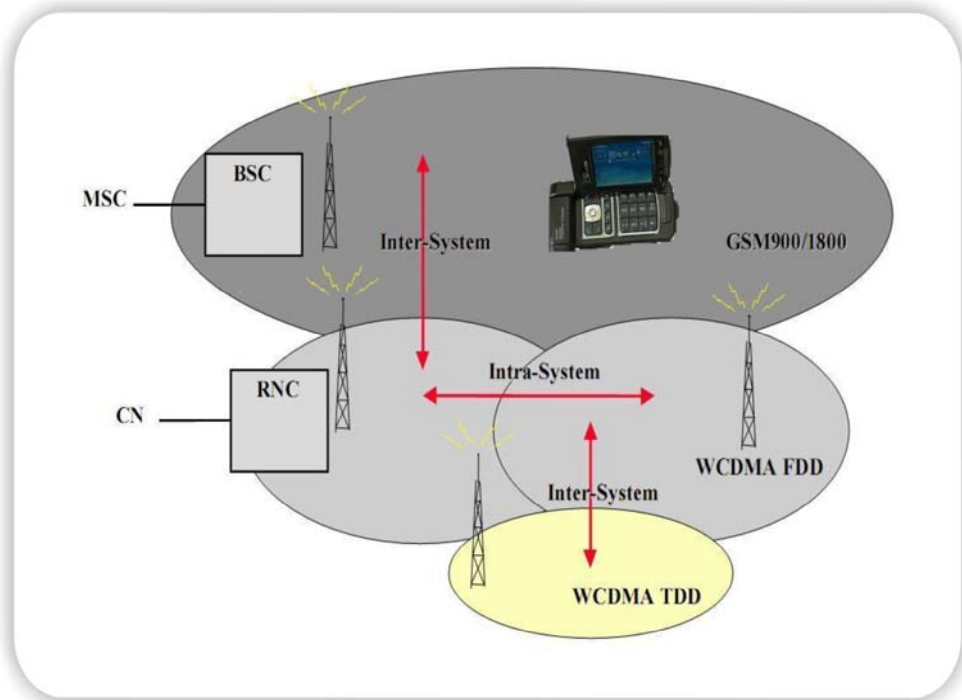 BSC
MSC
Inter-System
GSM900/1800
Intra-System
RNC
CN
WCDMA FDD
Inter-System
WCDMA TDD